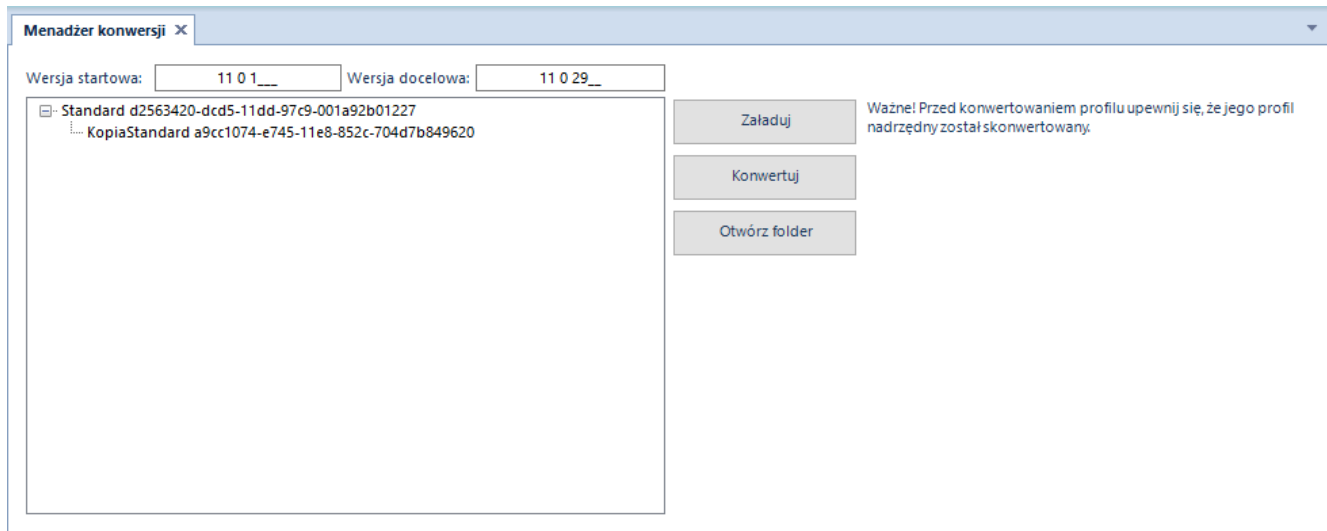 Menadżer konwersji X
Wersja startowa: 11 0 1___ Wersja docelowa: 11 0 29__
Standard d2563420-dcd5-11dd-97c9-001a92b01227
KopiaStandard a9cc1074-e745-11e8-852c-704d7b849620
Załaduj
Konwertuj
Otwórz folder
Ważne! Przed konwertowaniem profilu upewnij się, że jego profil
nadrzędny został skonwertowany.